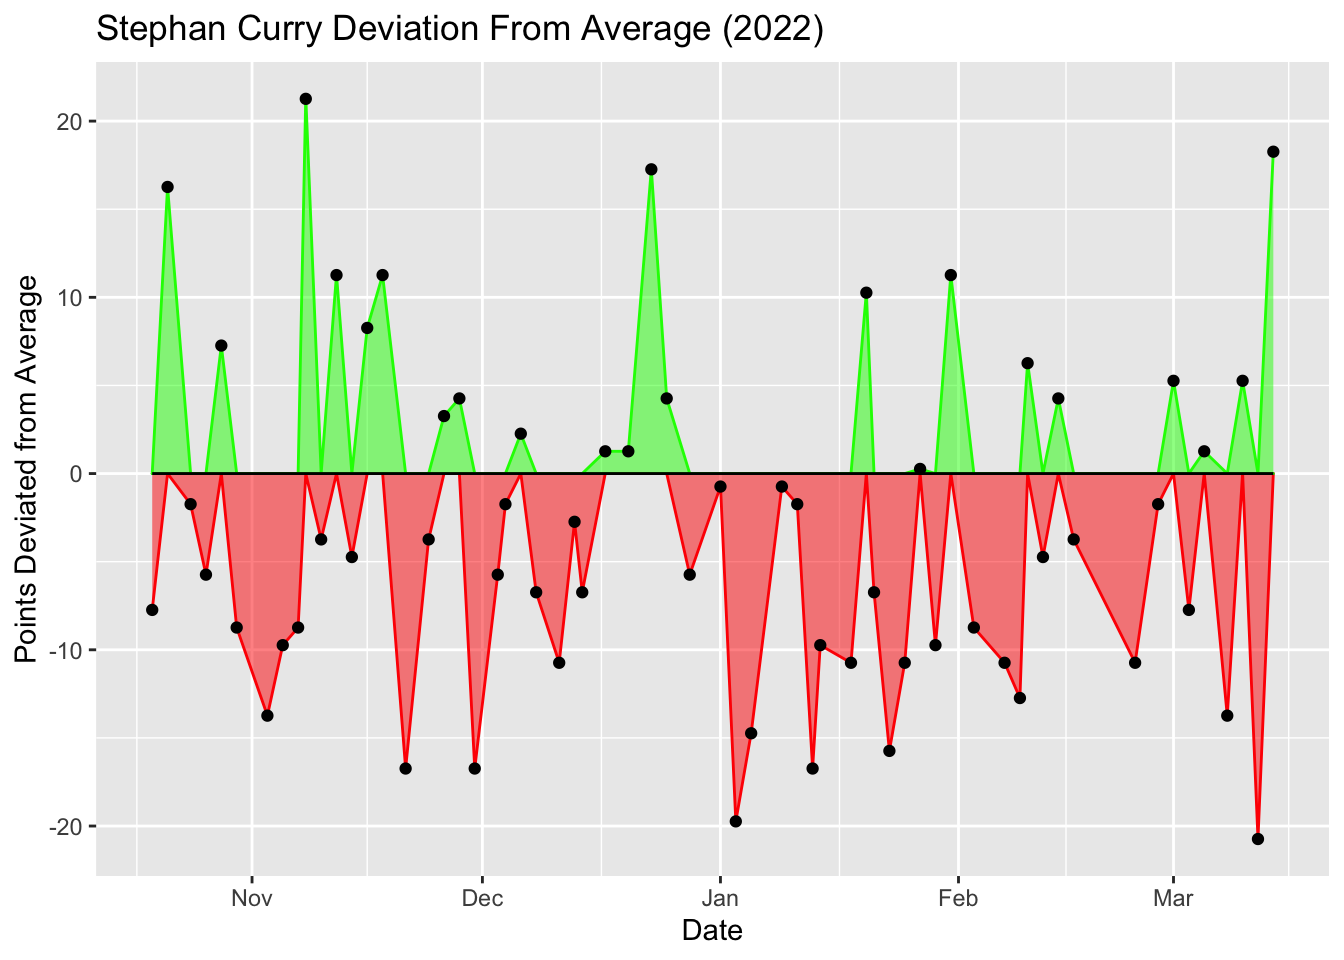 Stephan Curry Deviation From Average (2022)
Points Deviated from Average
20
10
0
-10
-20
Nov
Dec
Jan
Feb
Mar
Date